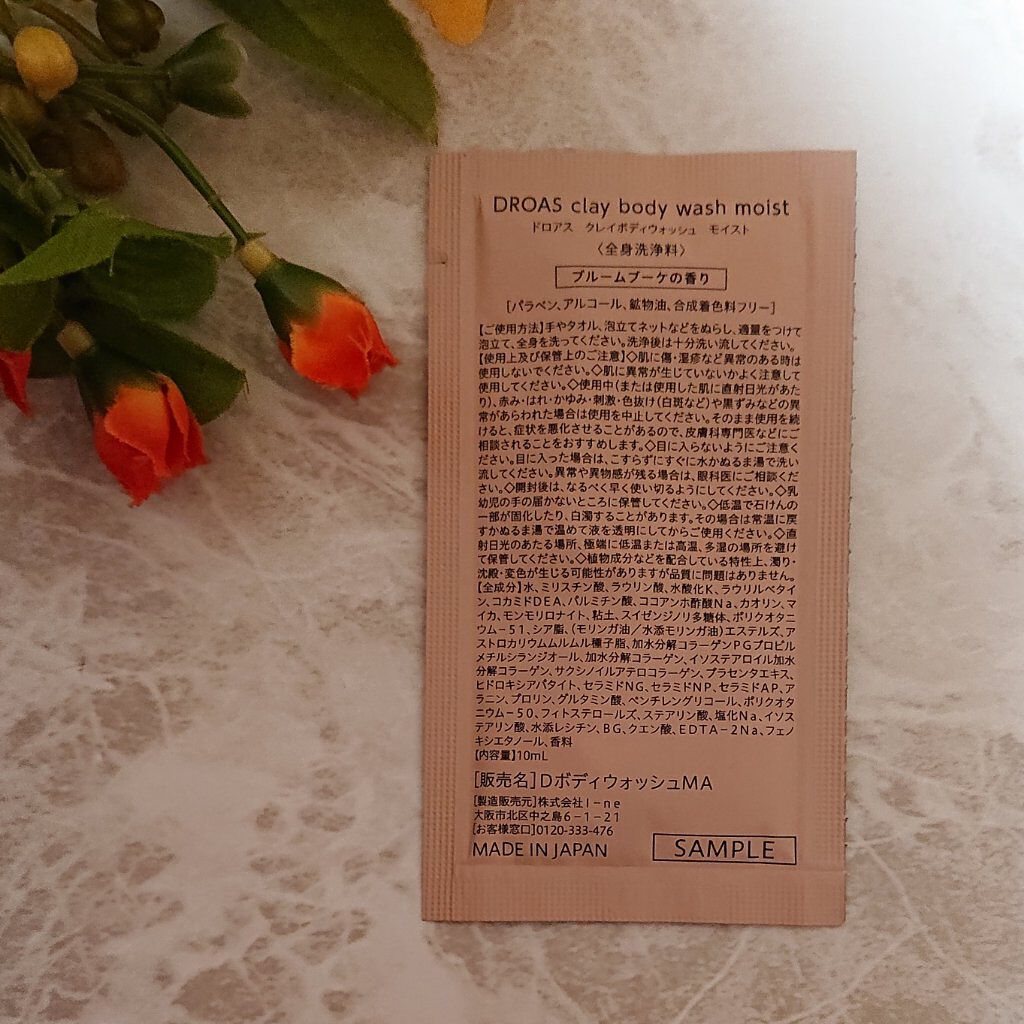 DROAS clay body wash moist
ドロアス クレイボディウォッシュ モイスト
〈全身洗浄料〉
ブルームブーケの香り
[パラベン、アルコール、鉱物油、合成着色料フリー]
【ご使用方法】手やタオル、泡立てネットなどをぬらし、適量をつけて
泡立て、全身を洗ってください。洗浄後は十分洗い流してください。
【使用上及び保管上のご注意】◇肌に傷・湿疹など異常のある時は
使用しないでください。◇肌に異常が生じていないかよく注意して
使用してください。◇使用中(または使用した肌に直射日光があた
り)、赤み・はれ・かゆみ・刺激・色抜け(白斑など)や黒ずみなどの異
常があらわれた場合は使用を中止してください。そのまま使用を続
けると、症状を悪化させることがあるので、皮膚科専門医などにご
相談されることをおすすめします。◇目に入らないようにご注意く
ださい。目に入った場合は、こすらずにすぐに水かぬるま湯で洗い
流してください。異常や異物感が残る場合は、眼科医にご相談くだ
さい。◇開封後は、なるべく早く使い切るようにしてください。◇乳
幼児の手の届かないところに保管してください。◇低温で石けんの
一部が固化したり、白濁することがあります。その場合は常温に戻
すかぬるま湯で温めて液を透明にしてからご使用ください。◇直
射日光のあたる場所、極端に低温または高温、多湿の場所を避け
て保管してください。◇植物成分などを配合している特性上、濁り・
沈殿・変色が生じる可能性がありますが品質に問題はありません。
【全成分】水、ミリスチン酸、ラウリン酸、水酸化K、ラウリルベタイ
ン、コカミドDEA、パルミチン酸、ココアンホ酢酸Na、カオリン、マ
イカ、モンモリロナイト、粘土、スイゼンジノリ多糖体、ポリクオタニ
ウム-51、シア脂、(モリンガ油/水添モリンガ油)エステルズ、ア
ストロカリウムムルムル種子脂、加水分解コラーゲンPGプロピル
メチルシランジオール、加水分解コラーゲン、イソステアロイル加水
分解コラーゲン、サクシノイルアテロコラーゲン、プラセンタエキス、
ヒドロキシアパタイト、セラミドNG、セラミドNP、セラミドAP、ア
ラニン、プロリン、グルタミン酸、ペンチレングリコール、ポリクオタ
ニウム-50、フィトステロールズ、ステアリン酸、塩化Na、イソス
テアリン酸、水添レシチン、BG、クエン酸、EDTA-2Na、フェノ
キシエタノール、香料
【内容量】10mL
[販売名]DボディウォッシュMA
[製造販売元]株式会社I-ne
大阪市北区中之島6-1-21
[お客様窓口]0120-333-476
MADE IN JAPAN
SAMPLE